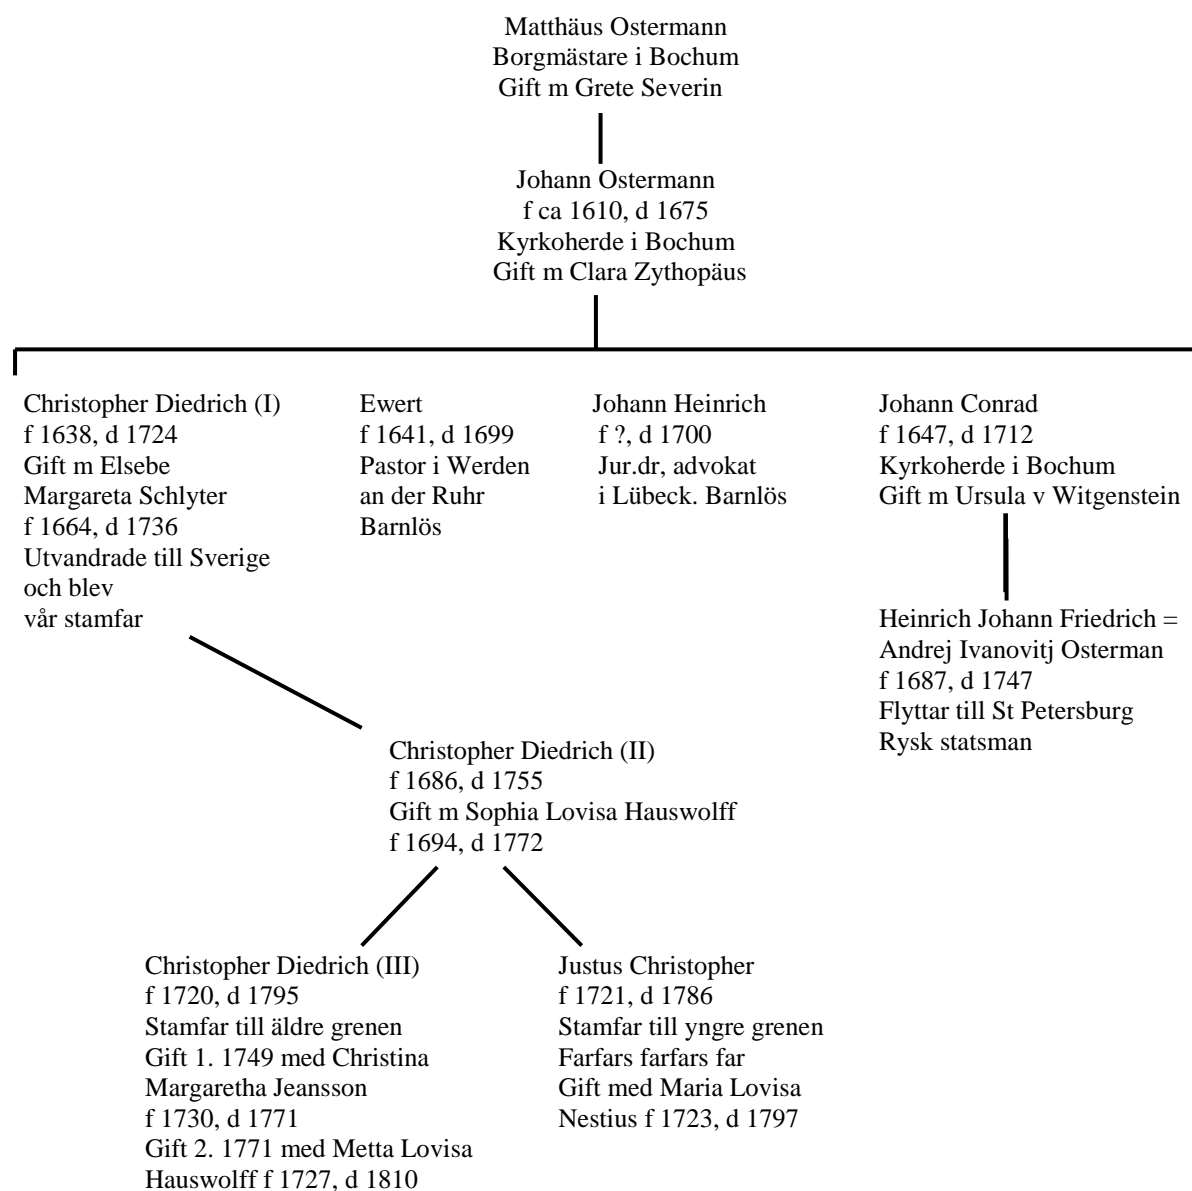 Matthäus Ostermann
Borgmästare i Bochum
Gift m Grete Severin
Johann Ostermann
f ca 1610, d 1675
Kyrkoherde i Bochum
Gift m Clara Zythopäus
Christopher Diedrich (I)
f 1638, d 1724
Gift m Elsebe
Margareta Schlyter
f 1664, d 1736
Utvandrade till Sverige
och blev
vår stamfar
Ewert
f 1641, d 1699
Pastor i Werden
an der Ruhr
Barnlös
Johann Heinrich
f ?, d 1700
Jur.dr, advokat
i Lübeck. Barnlös
Johann Conrad
f 1647, d 1712
Kyrkoherde i Bochum
Gift m Ursula v Witgenstein
Heinrich Johann Friedrich =
Andrej Ivanovitj Osterman
f 1687, d 1747
Flyttar till St Petersburg
Rysk statsman
Christopher Diedrich (II)
f 1686, d 1755
Gift m Sophia Lovisa Hauswolff
f 1694, d 1772
Christopher Diedrich (III)
f 1720, d 1795
Stamfar till äldre grenen
Gift 1. 1749 med Christina
Margaretha Jeansson
f 1730, d 1771
Gift 2. 1771 med Metta Lovisa
Hauswolff f 1727, d 1810
Justus Christopher
f 1721, d 1786
Stamfar till yngre grenen
Farfars farfars far
Gift med Maria Lovisa
Nestius f 1723, d 1797